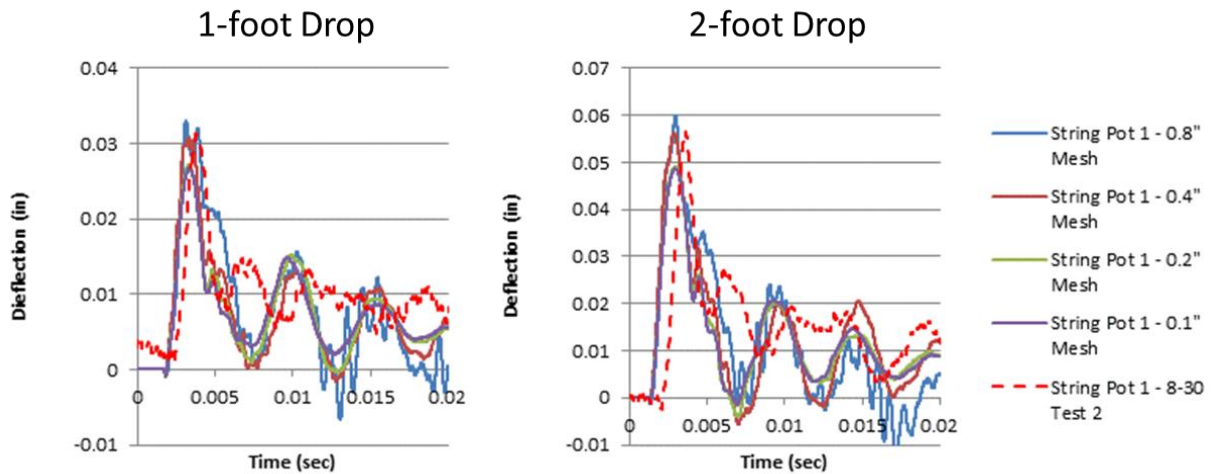 1-foot Drop
2-foot Drop
0.04
0.03
0.02
0.01
0
-0.01
Dieflection (in)
0
0.005
0.01
0.015
0.02
Time (sec)
0.07
0.06
0.05
0.04
0.03
0.02
0.01
0
-0.01
Deflection (in)
0
0.005
0.01
0.015
0.02
Time (sec)
String Pot 1 - 0.8"
Mesh
String Pot 1 - 0.4"
Mesh
String Pot 1 - 0.2"
Mesh
String Pot 1 - 0.1"
Mesh
String Pot 1 - 8-30
Test 2